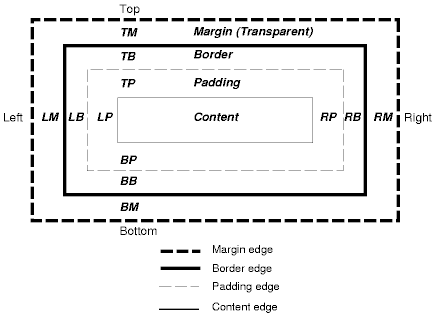 Top
TM Margin (Transparent)
TB Border
TP Padding
Left LM LB LP Content RP RB RM Right
BP
BB
BM
Bottom
Margin edge
Border edge
Padding edge
Content edge